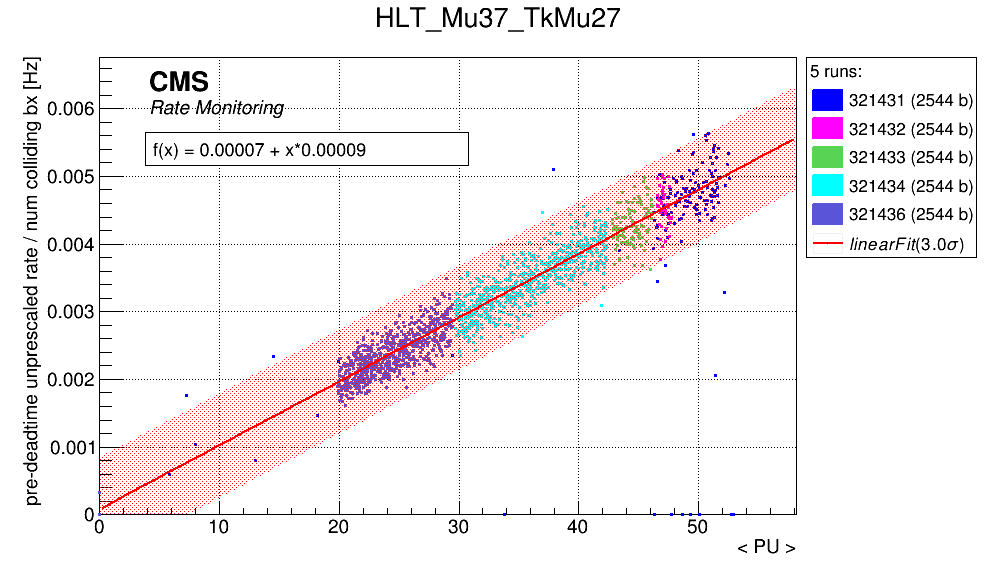 HLT_Mu37_TkMu27
pre-deadtime unprescaled rate / num colliding bx [Hz]
CMS
Rate Monitoring
f(x) = 0.00007 + x*0.00009
0.006
0.005
0.004
0.003
0.002
0.001
0
0 10 20 30 40 50
< PU >
5 runs:
321431 (2544 b)
321432 (2544 b)
321433 (2544 b)
321434 (2544 b)
321436 (2544 b)
linearFit(3.0σ)